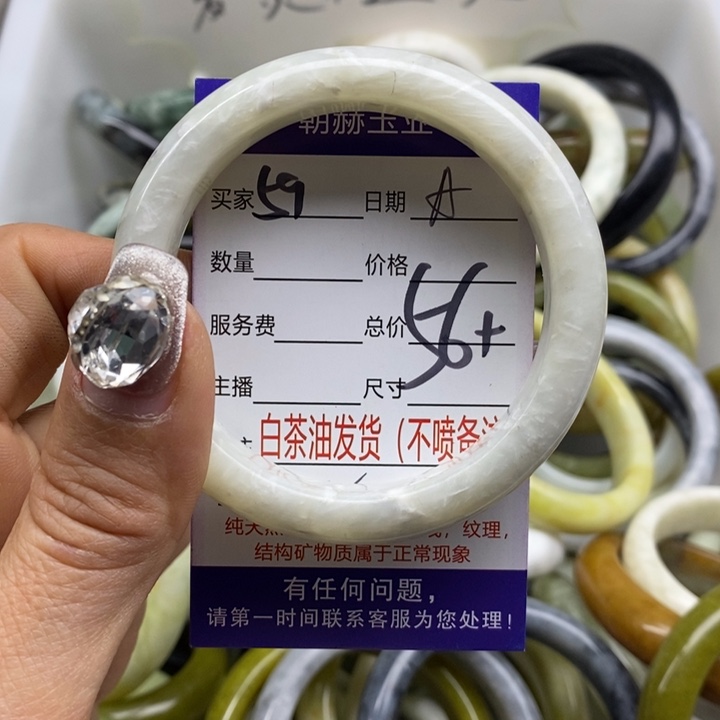 朝赫玉业
买家 59 日期 A
数量 价格
服务费 总价 56+
主播 尺寸
白茶油发货（不喷备注
纹理，
结构矿物质属于正常现象
有任何问题，
请第一时间联系客服为您处理！